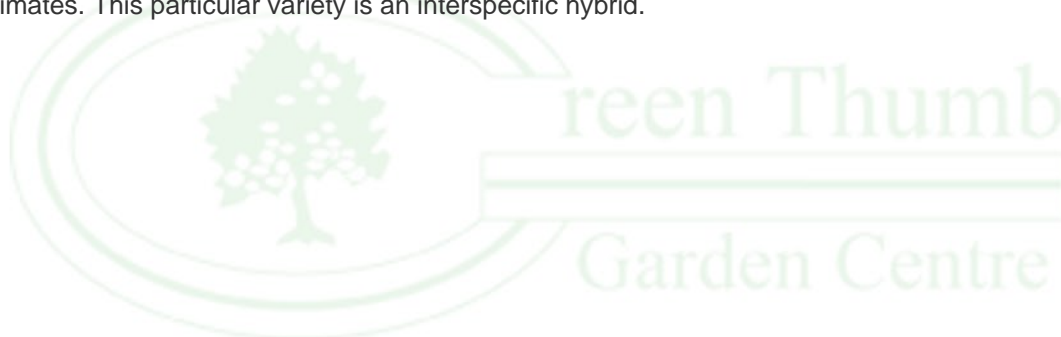 imates. This particular variety is an interspecific hybrid.
reen Thumb
Garden Centre